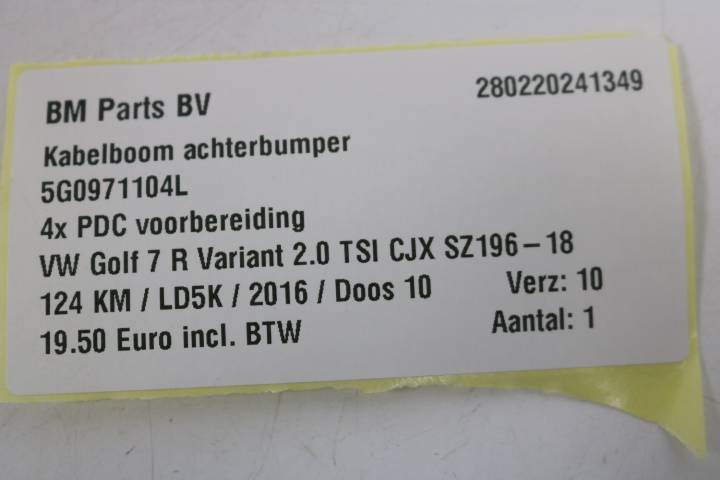 BM Parts BV 280220241349
Kabelboom achterbumper
5G0971104L
4x PDC voorbereiding
VW Golf 7 R Variant 2.0 TSI CJX SZ196-18
124 KM / LD5K / 2016 / Doos 10 Verz: 10
19.50 Euro incl. BTW Aantal: 1